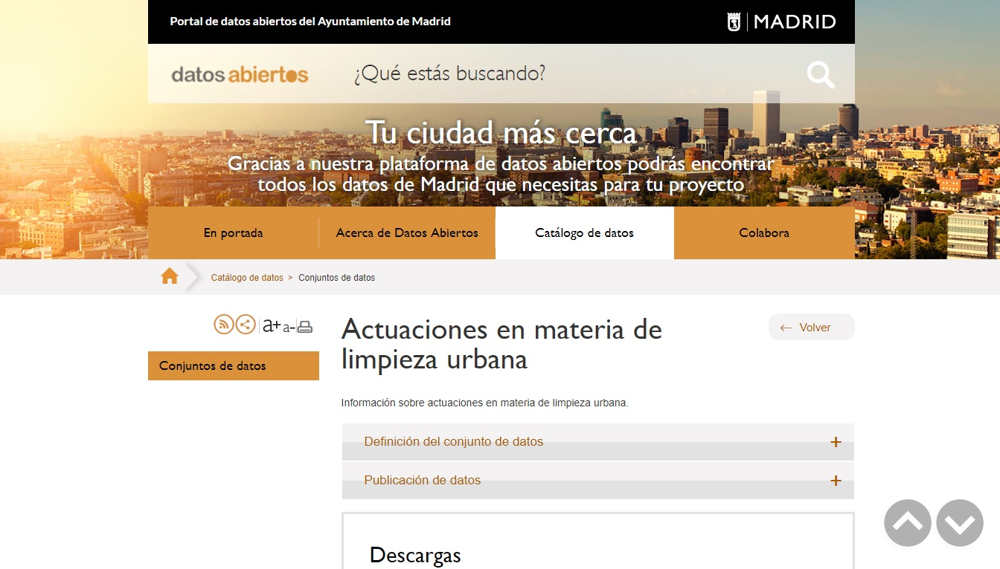 Portal de datos abiertos del Ayuntamiento de Madrid
MADRID
datos abiertos
¿Qué estás buscando?
Tu ciudad más cerca
Gracias a nuestra plataforma de datos abiertos podrás encontrar
todos los datos de Madrid que necesitas para tu proyecto
En portada
Acerca de Datos Abiertos
Catálogo de datos
Colabora
Catálogo de datos > Conjuntos de datos
a+ a-
Conjuntos de datos
Actuaciones en materia de
limpieza urbana
← Volver
Información sobre actuaciones en materia de limpieza urbana.
Definición del conjunto de datos +
Publicación de datos +
Descargas